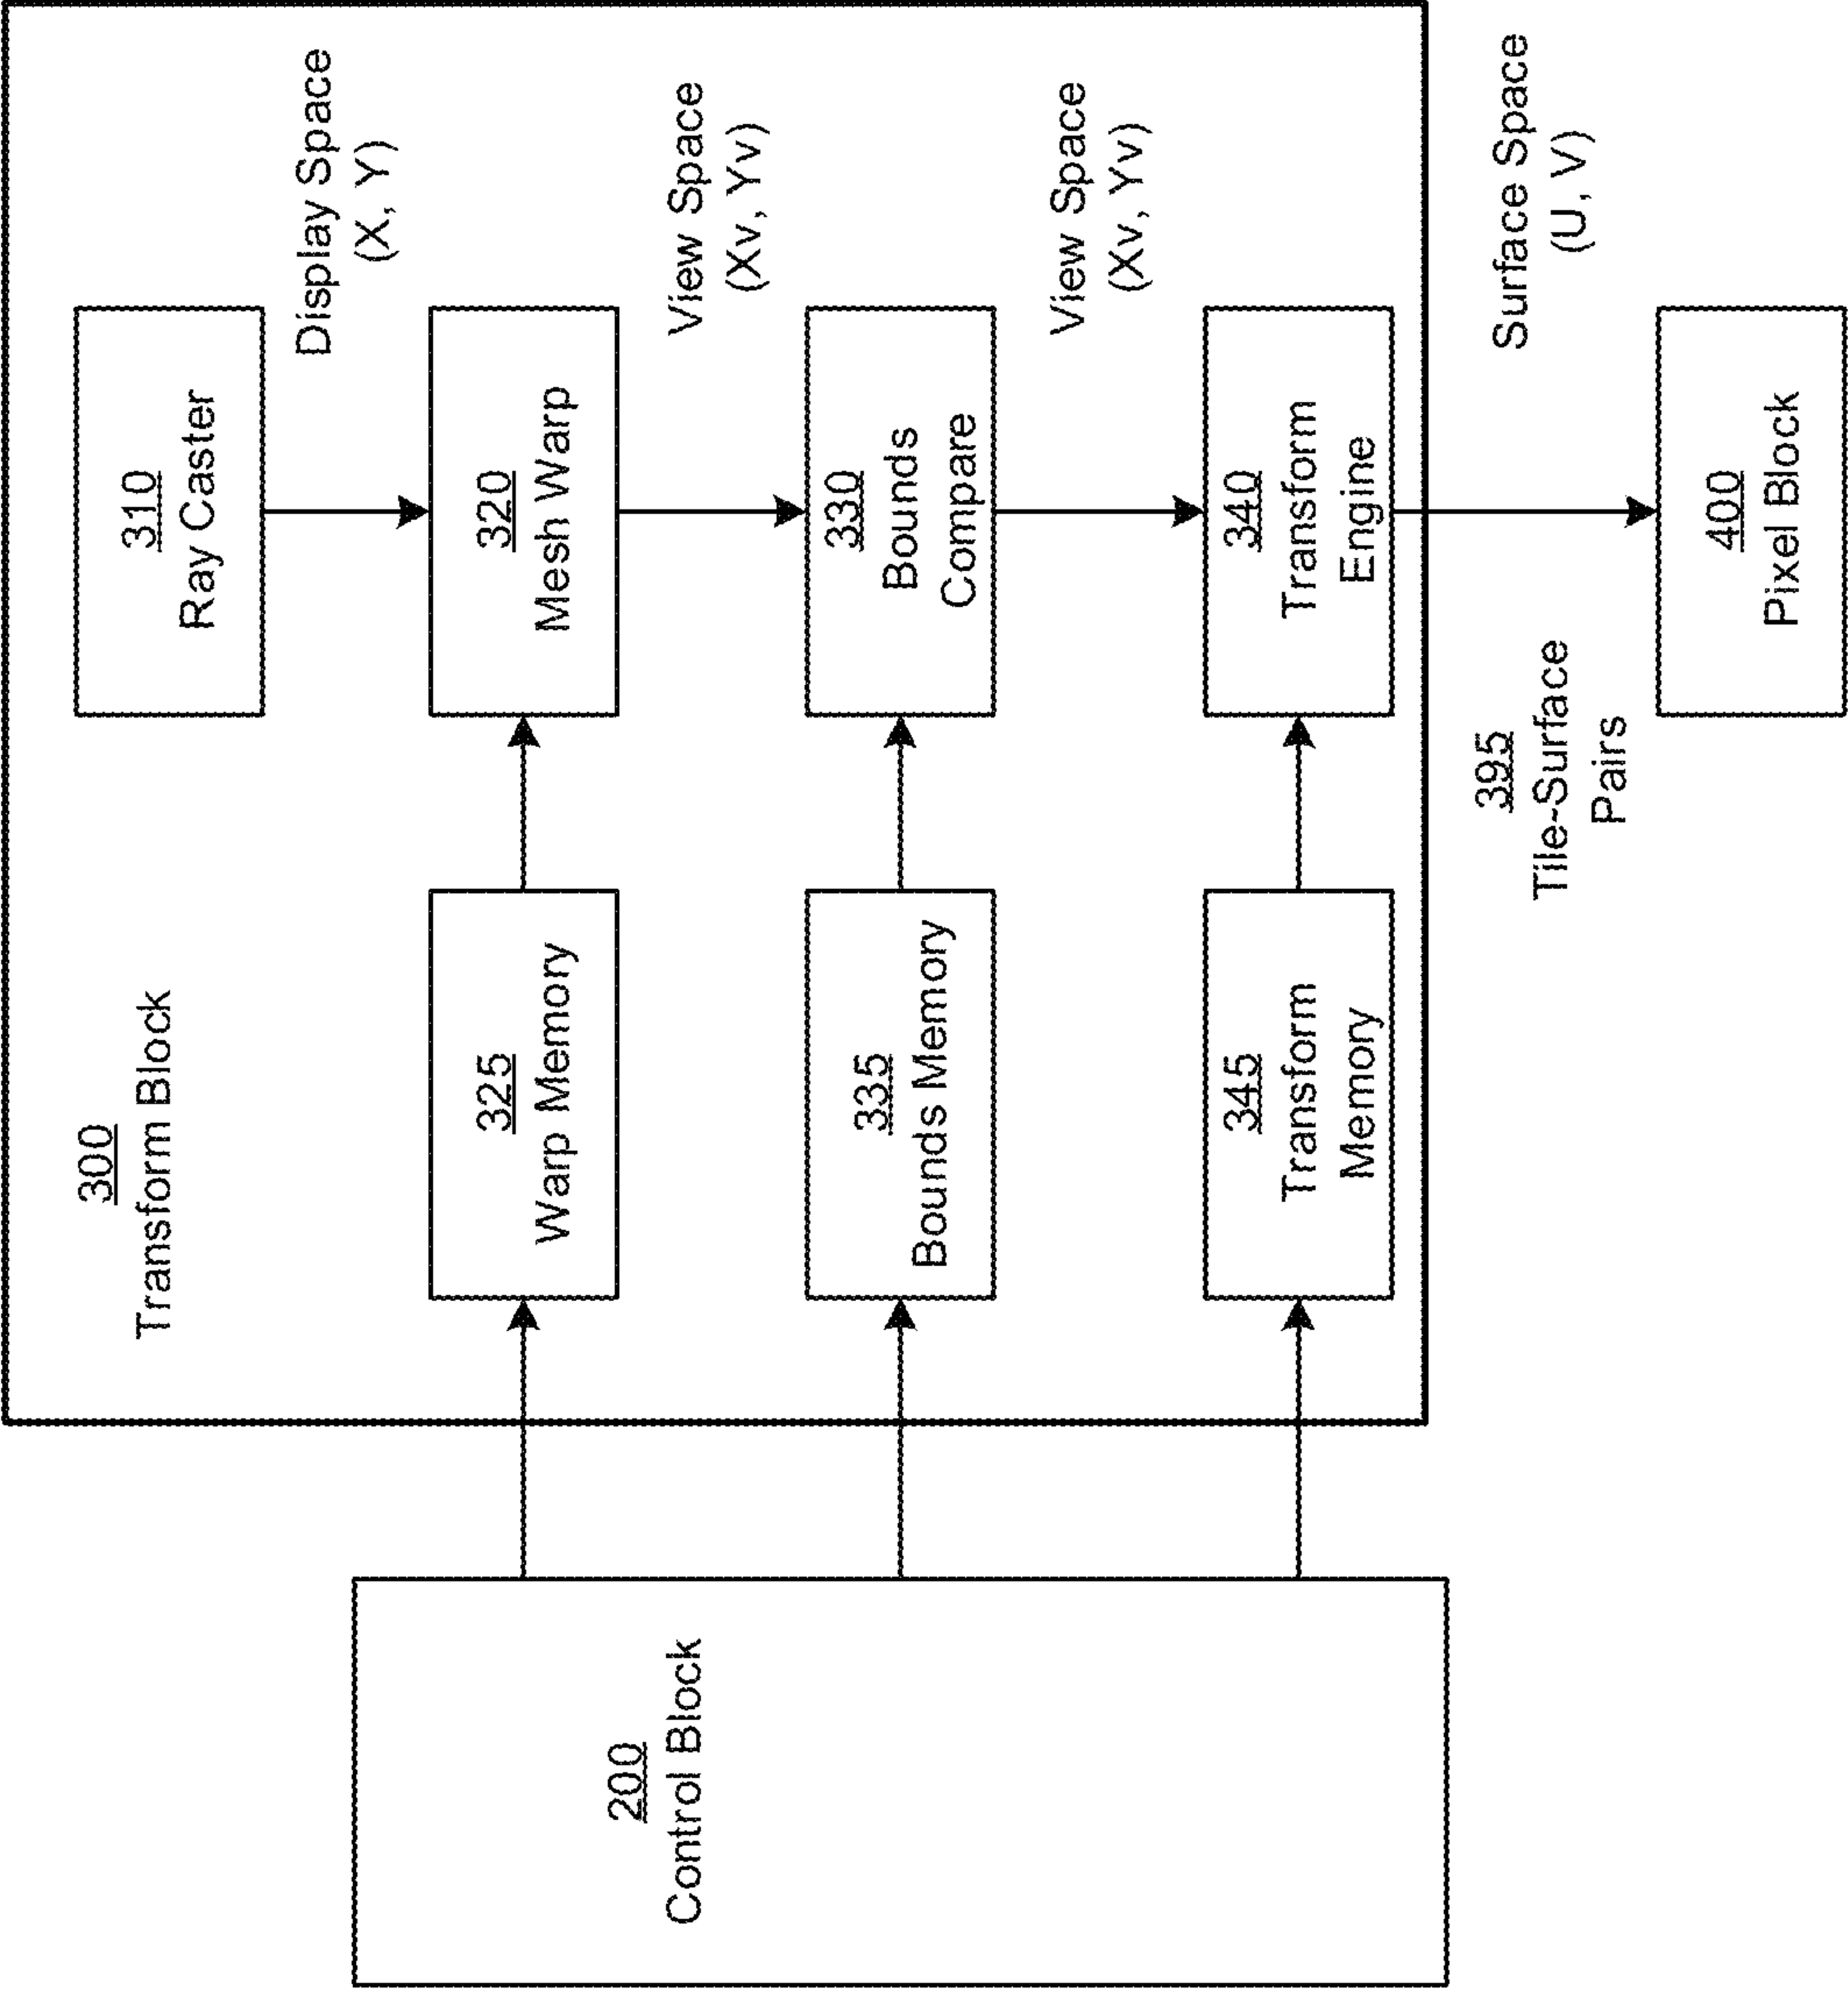 300
Transform Block
310
Ray Caster
Display Space
(X, Y)
325
Warp Memory
320
Mesh Warp
View Space
(Xv, Yv)
200
Control Block
335
Bounds Memory
330
Bounds
Compare
View Space
(Xv, Yv)
345
Transform
Memory
340
Transform
Engine
395
Tile-Surface
Pairs
Surface Space
(U, V)
400
Pixel Block